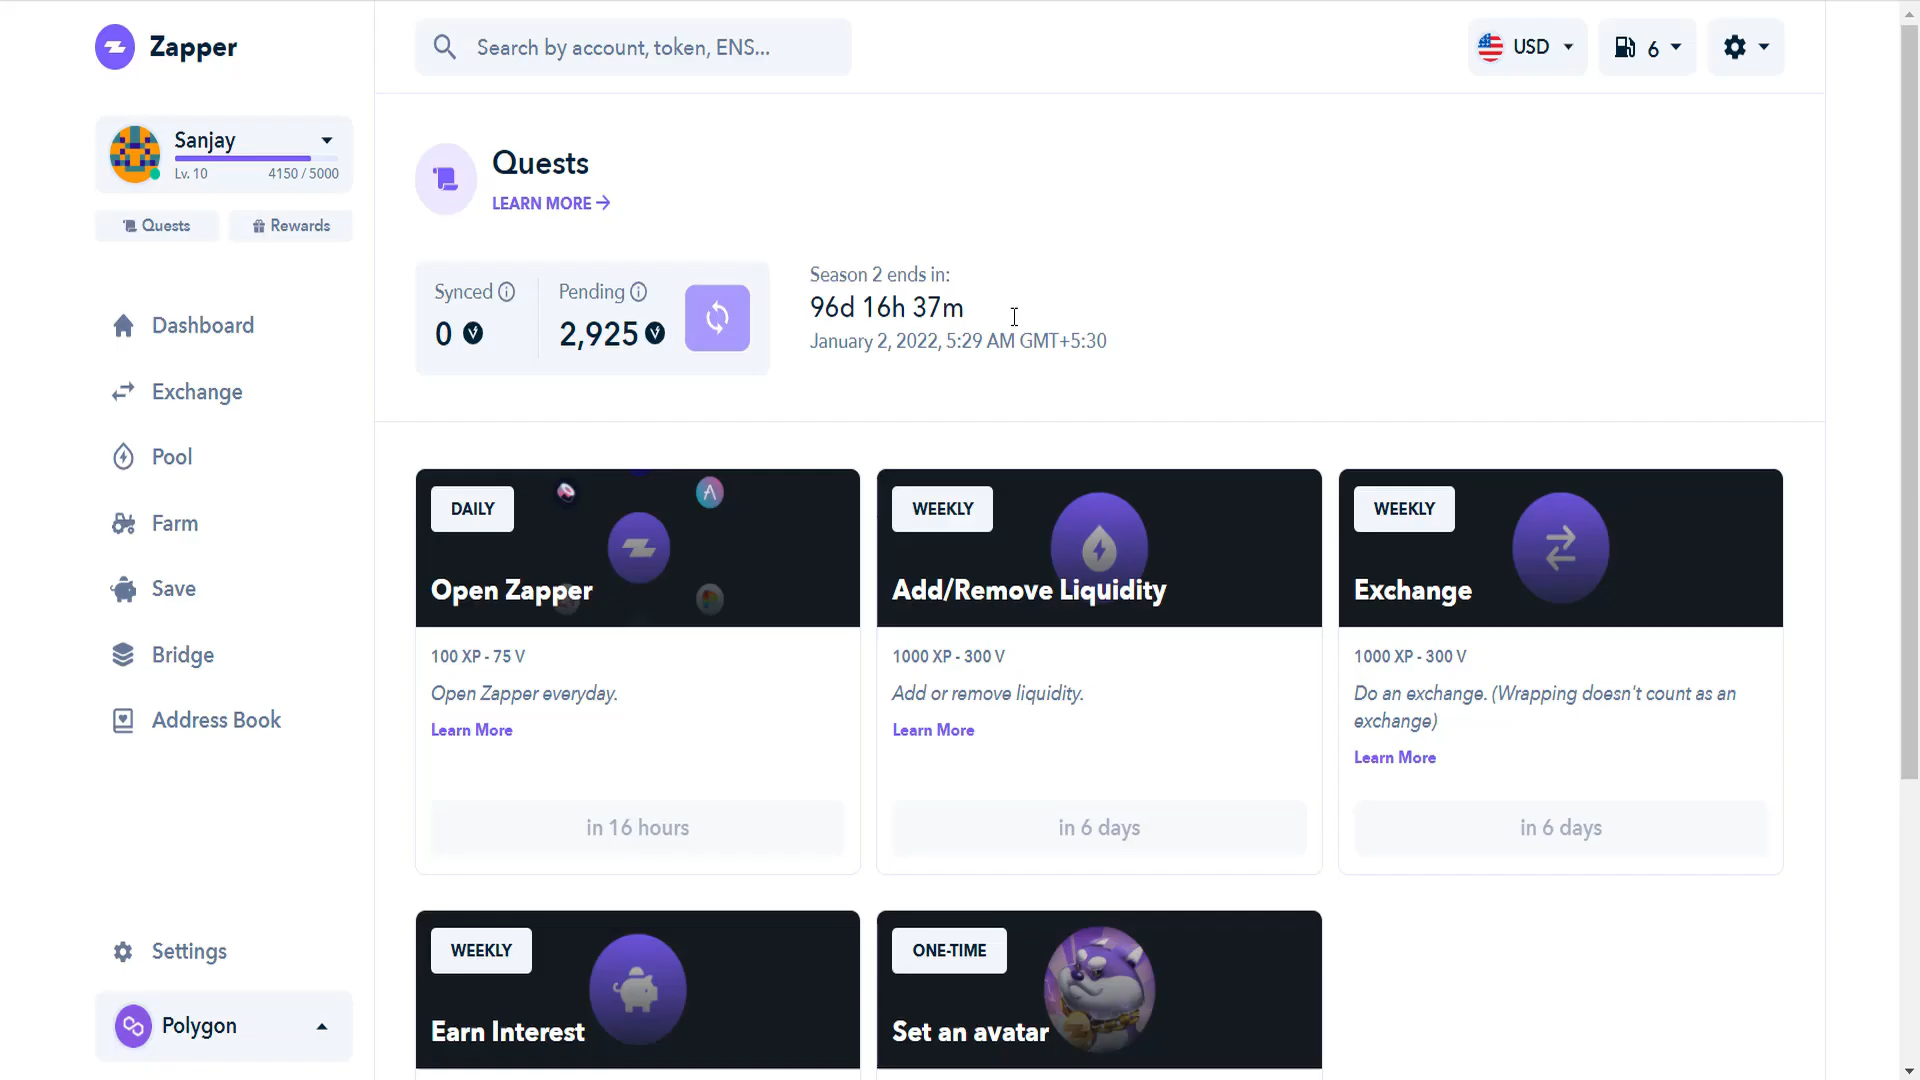 Zapper
Search by account, token, ENS...
USD
6
Sanjay
Lv. 10
4150 / 5000
Quests
Rewards
Dashboard
Exchange
Pool
Farm
Save
Bridge
Address Book
Settings
Polygon
Quests
LEARN MORE →
Synced
0
Pending
2,925
Season 2 ends in:
96d 16h 37m
January 2, 2022, 5:29 AM GMT+5:30
DAILY
Open Zapper
100 XP - 75 V
Open Zapper everyday.
Learn More
in 16 hours
WEEKLY
Add/Remove Liquidity
1000 XP - 300 V
Add or remove liquidity.
Learn More
in 6 days
WEEKLY
Exchange
1000 XP - 300 V
Do an exchange. (Wrapping doesn't count as an
exchange)
Learn More
in 6 days
WEEKLY
Earn Interest
ONE-TIME
Set an avatar